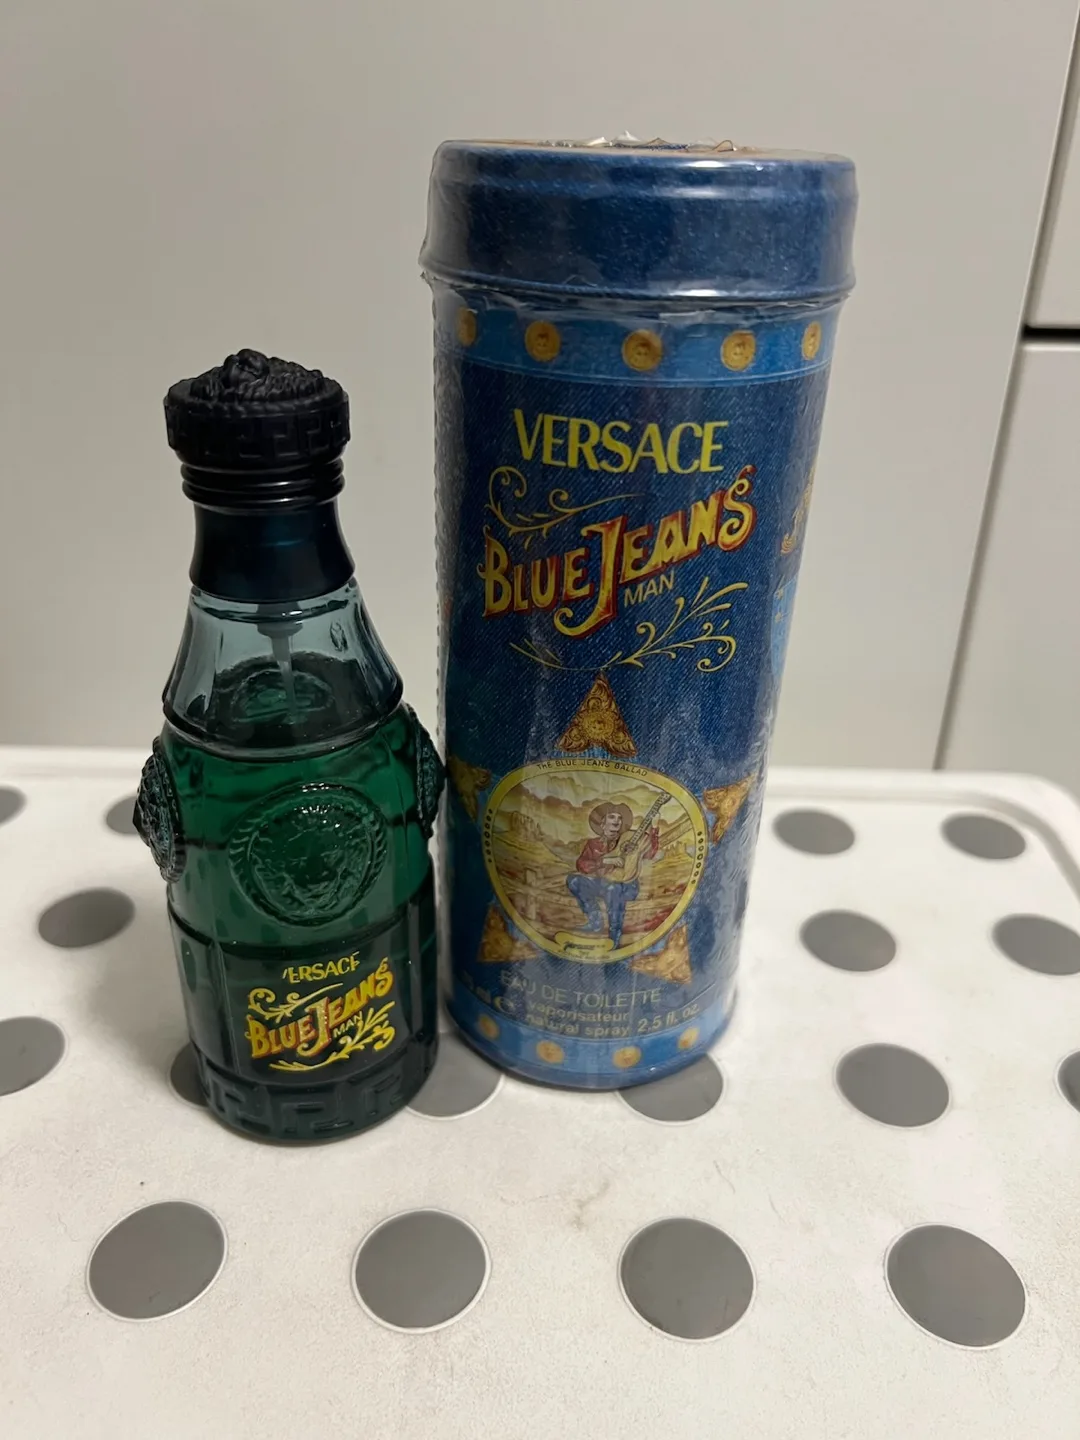 VERSACE
BLUE JEANS
MAN
THE BLUE JEANS BALLAD
EAU DE TOILETTE
vaporisateur
natural spray 2,5 fl. oz.
VERSACE
BLUE JEANS
MAN